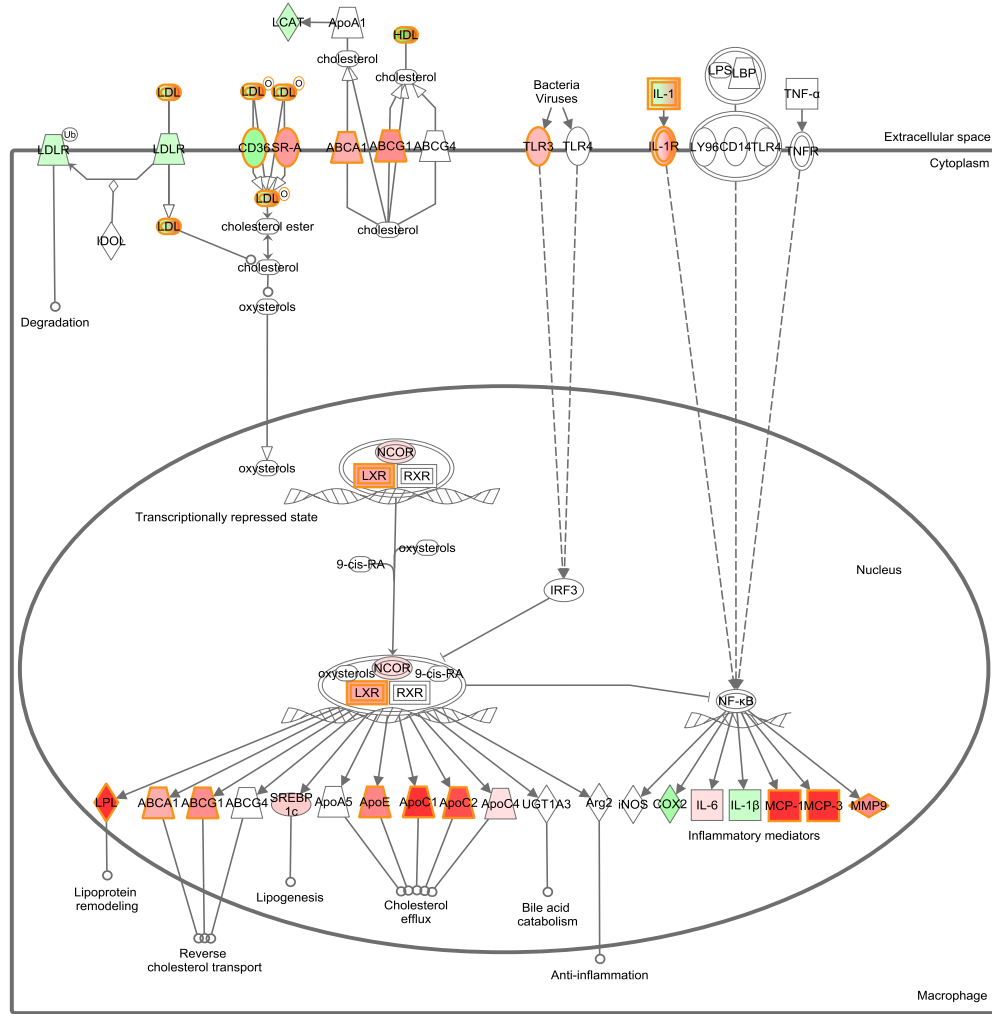 LCAT
ApoA1
HDL
cholesterol
cholesterol
LPS
LBP
LDL
LDL
O
LDL
O
Bacteria
Viruses
IL-1
TNF-α
Ub
LDLR
LDLR
CD36
SR-A
ABCA1
ABCG1
ABCG4
TLR3
TLR4
IL-1R
LY96
CD14
TLR4
TNFR
Extracellular space
Cytoplasm
LDL
O
LDL
cholesterol ester
cholesterol
IDOL
cholesterol
oxysterols
Degradation
oxysterols
NCOR
LXR
RXR
Transcriptionally repressed state
oxysterols
9-cis-RA
Nucleus
IRF3
oxysterols
NCOR
9-cis-RA
LXR
RXR
NF-κB
LPL
ABCA1
ABCG1
ABCG4
SREBP
1c
ApoA5
ApoE
ApoC1
ApoC2
ApoC4
UGT1A3
Arg2
iNOS
COX2
IL-6
IL-1β
MCP-1
MCP-3
MMP9
Inflammatory mediators
Lipoprotein
remodeling
Lipogenesis
Cholesterol
efflux
Bile acid
catabolism
Reverse
cholesterol transport
Anti-inflammation
Macrophage